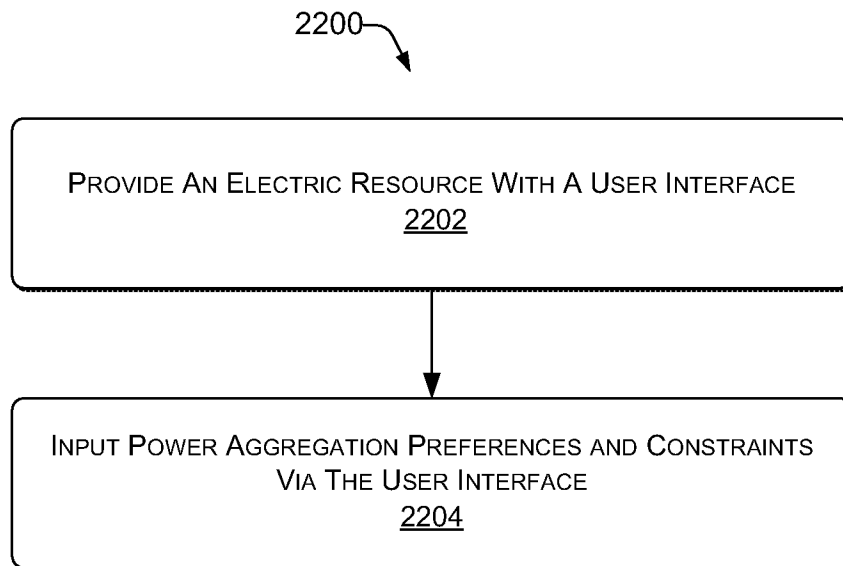 2200
PROVIDE AN ELECTRIC RESOURCE WITH A USER INTERFACE
2202
INPUT POWER AGGREGATION PREFERENCES AND CONSTRAINTS
VIA THE USER INTERFACE
2204